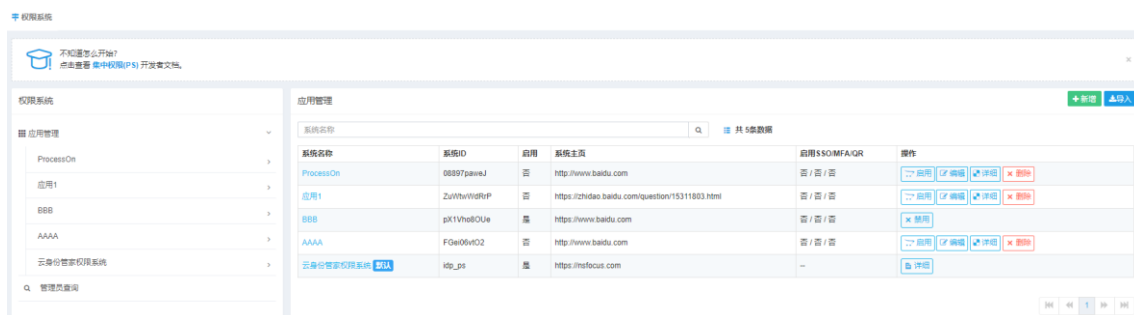 权限系统
不知道怎么开始?
点击查看 集中权限(PS) 开发者文档。
权限系统
应用管理
ProcessOn
应用1
BBB
AAAA
云身份管家权限系统
管理员查询
应用管理
新增 导入
系统名称 共 5条数据
系统名称 系统ID 启用 系统主页 启用SSO/MFA/QR 操作
ProcessOn 08897paweJ 否 http://www.baidu.com 否 / 否 / 否 启用 编辑 详细 删除
应用1 ZuWtwWdRrP 否 https://zhidao.baidu.com/question/15311803.html 否 / 否 / 否 启用 编辑 详细 删除
BBB pX1Vho8OUe 是 https://www.baidu.com 否 / 否 / 否 禁用
AAAA FGei06vtO2 否 http://www.baidu.com 否 / 否 / 否 启用 编辑 详细 删除
云身份管家权限系统 默认 idp_ps 是 https://nsfocus.com -- 详细
1